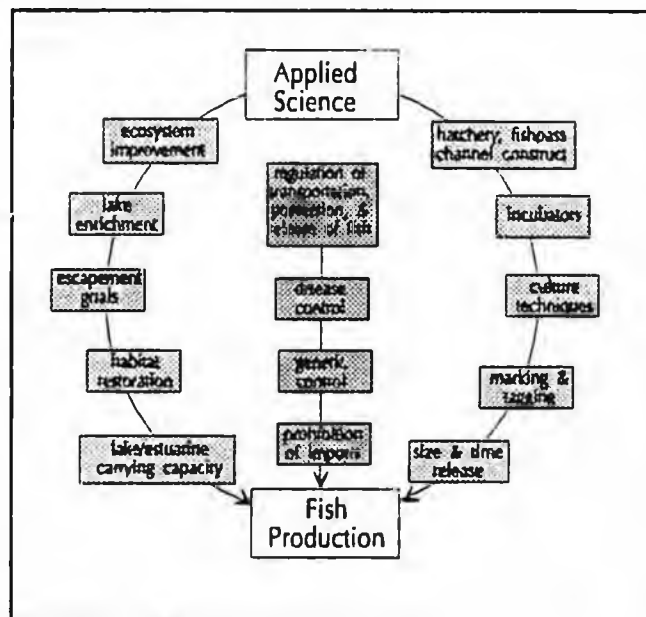 Applied
Science
ecosystem
improvement
lake
enrichment
escapement
goals
habitat
restoration
lake/estuarine
carrying capacity
regulation of
transportation,
possession, &
release of fish
disease
control
genetic
control
prohibition
of imports
hatchery, fishpass
channel construct
incubators
culture
techniques
marking &
tagging
size & time
release
Fish
Production